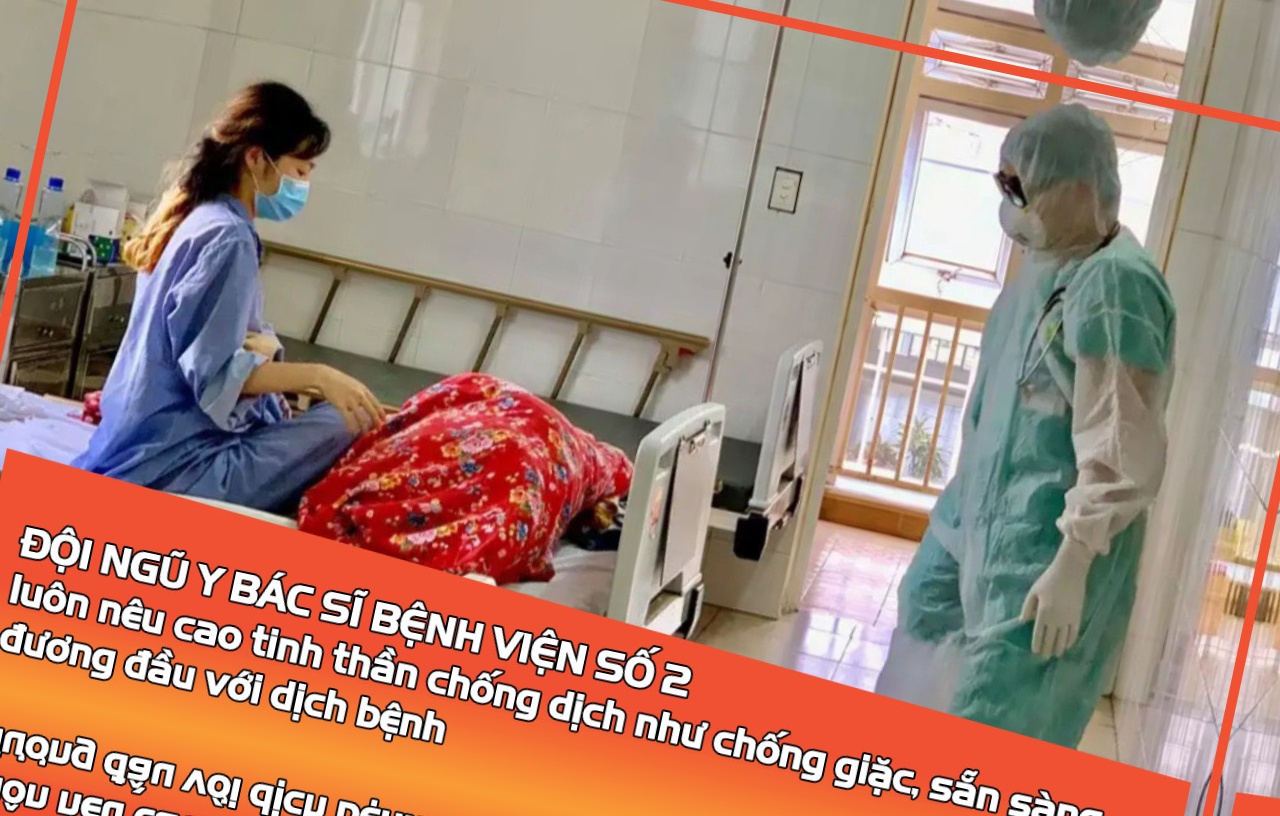 ĐỘI NGŨ Y BÁC SĨ BỆNH VIỆN SỐ 2
luôn nêu cao tinh thần chống dịch như chống giặc, sẵn sàng
đương đầu với dịch bệnh